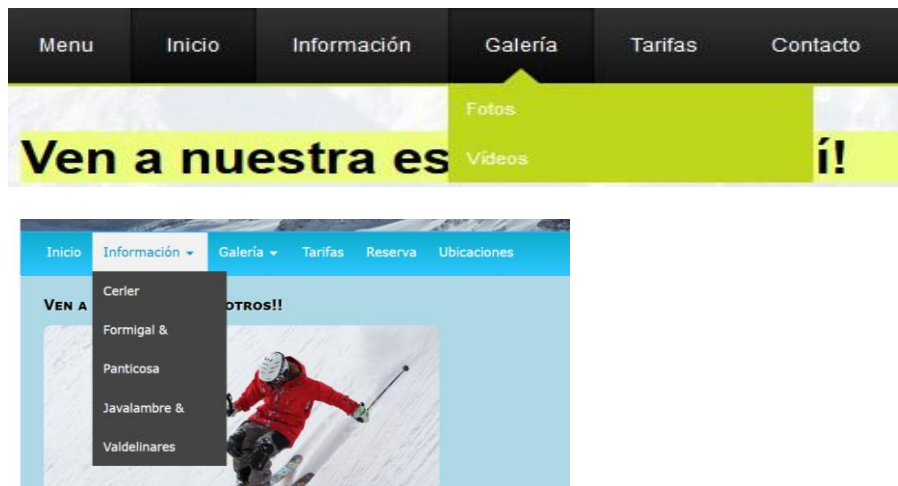 Menu Inicio Información Galería Tarifas Contacto
Fotos
Vídeos
Ven a nuestra es í!
Inicio Información Galería Tarifas Reserva Ubicaciones
Cerler
VEN A OTROS!!
Formigal &
Panticosa
Javalambre &
Valdelinares